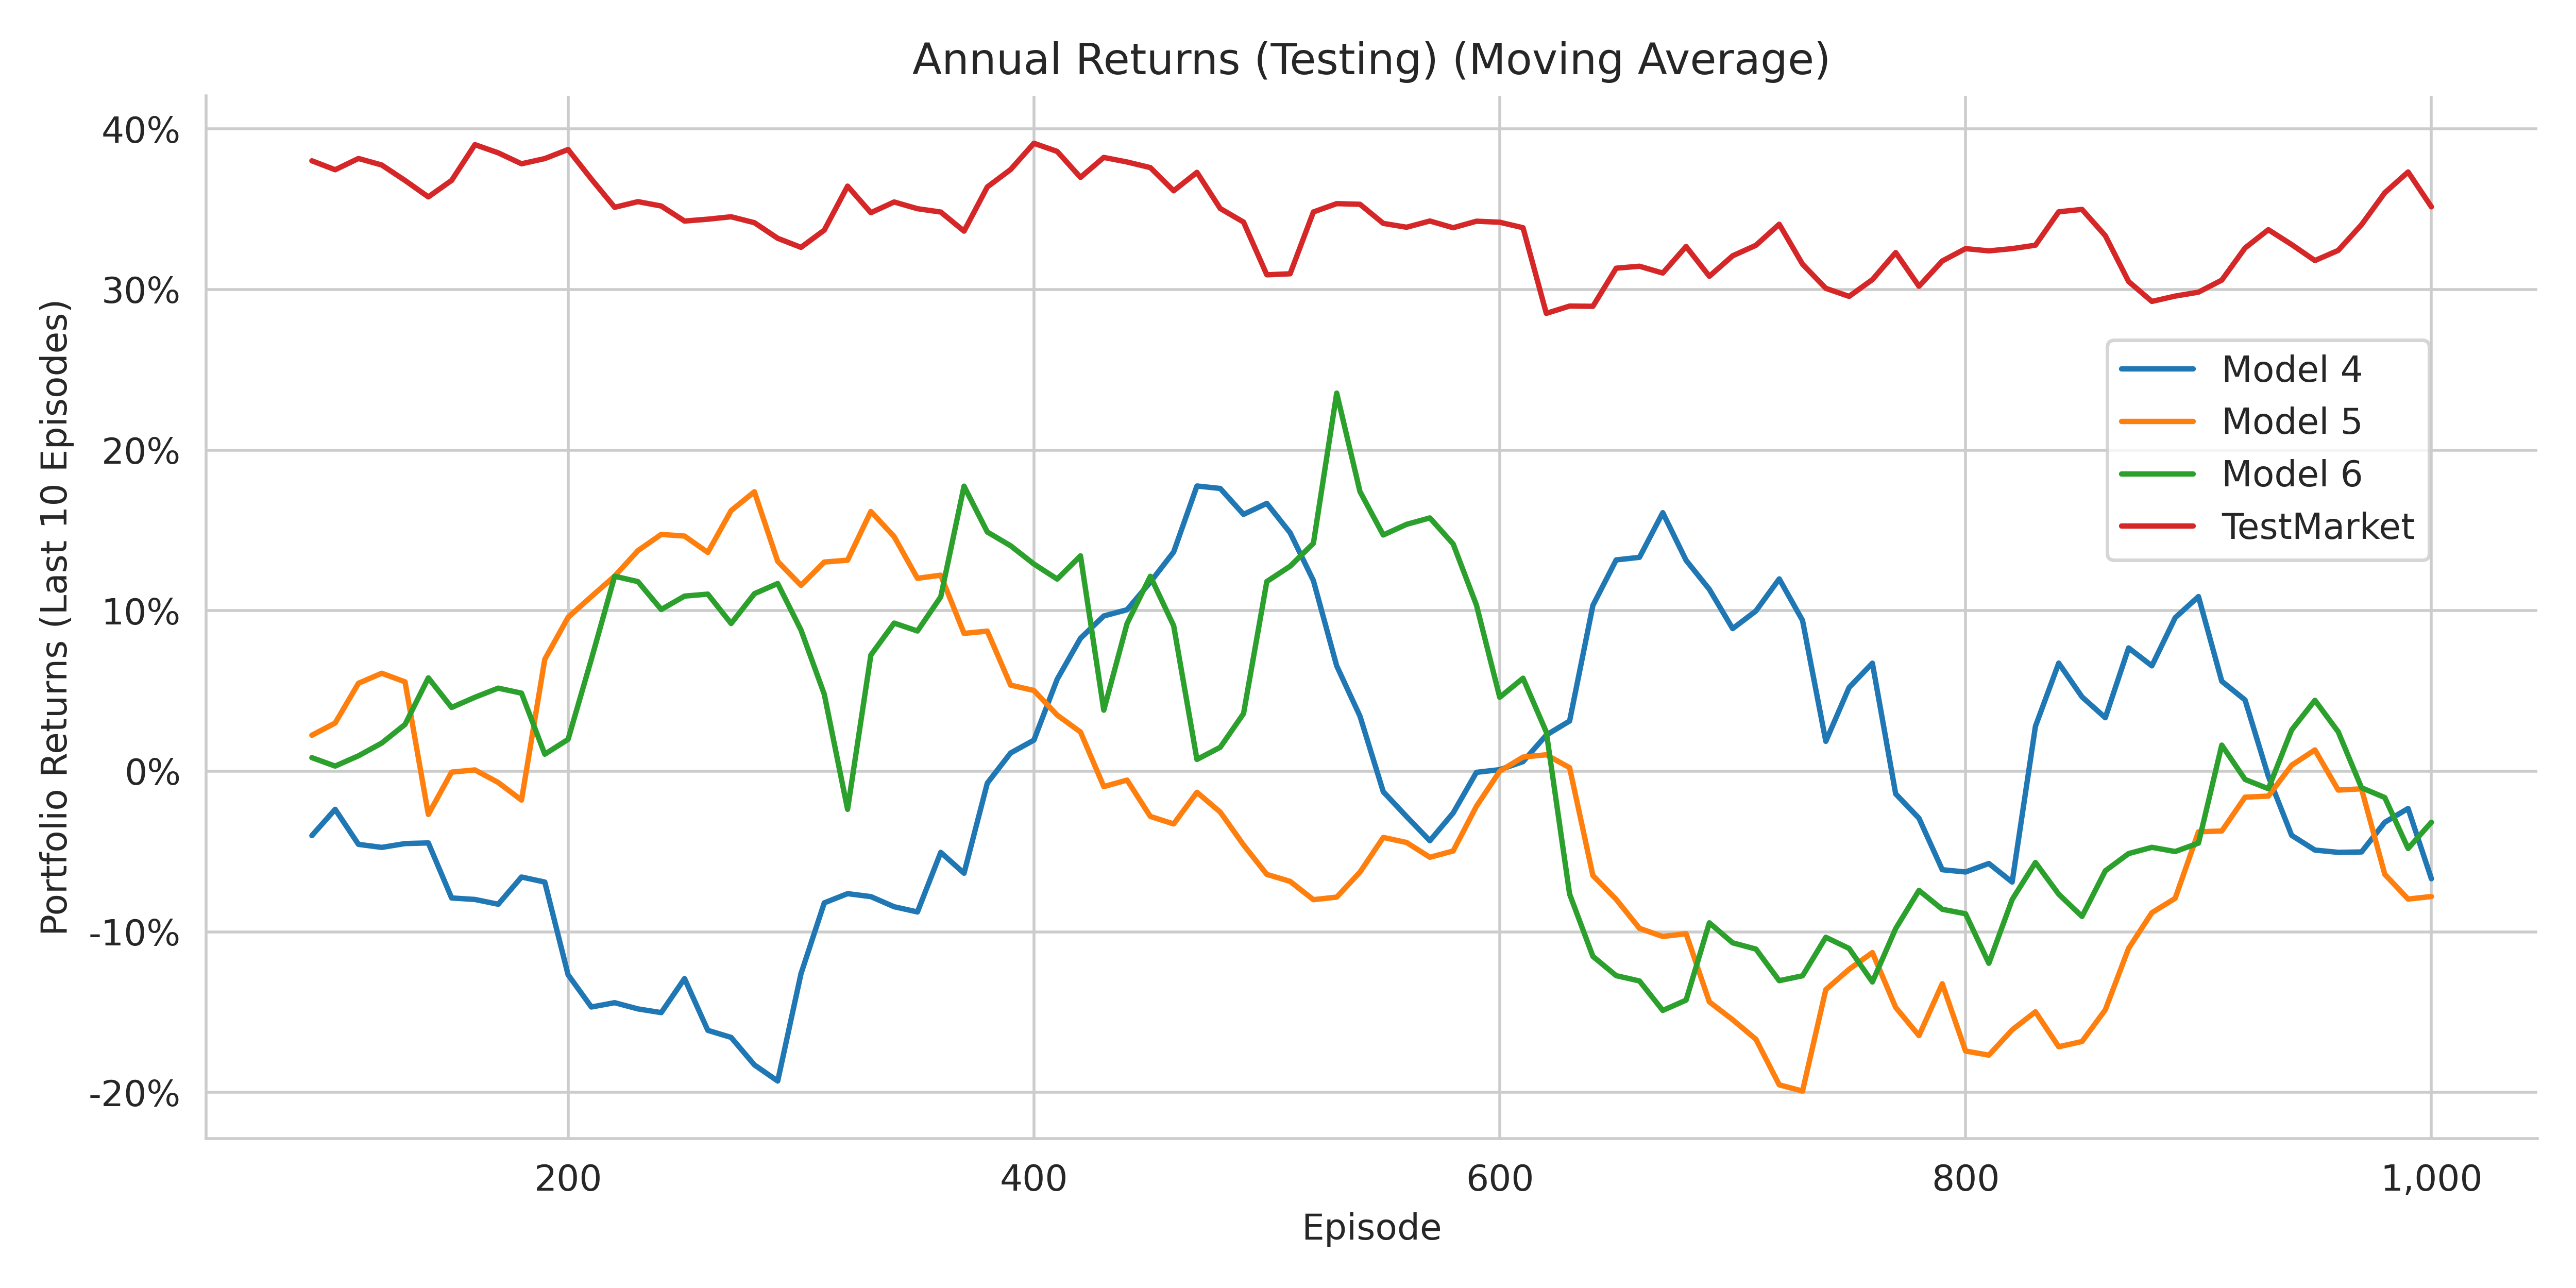 Annual Returns (Testing) (Moving Average)
Portfolio Returns (Last 10 Episodes)
40%
30%
20%
10%
0%
-10%
-20%
Model 4
Model 5
Model 6
TestMarket
200
400
600
800
1,000
Episode